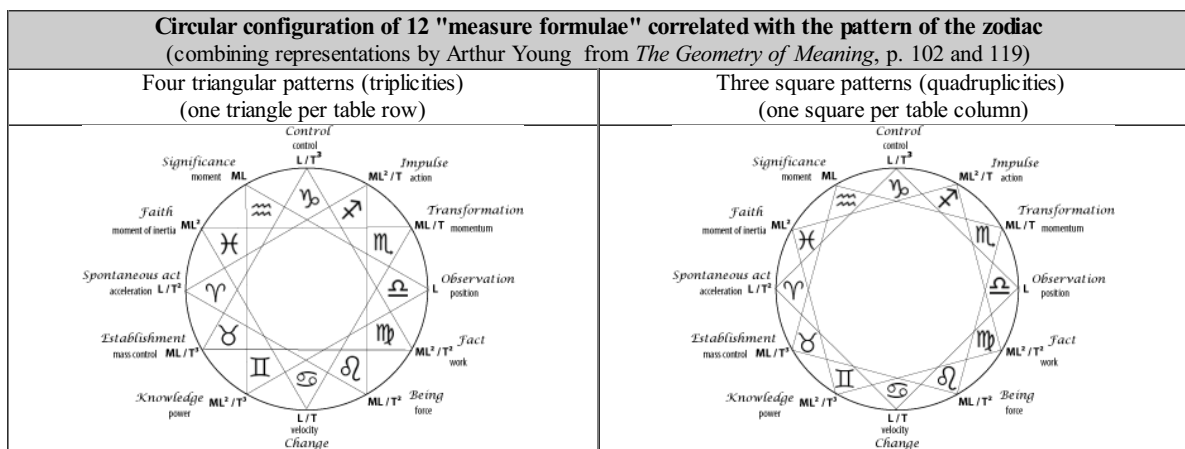 Circular configuration of 12 "measure formulae" correlated with the pattern of the zodiac
(combining representations by Arthur Young from The Geometry of Meaning, p. 102 and 119)
Four triangular patterns (triplicities)
(one triangle per table row)
Three square patterns (quadruplicities)
(one square per table column)
Control
control
L/T³
Significance
moment ML
Impulse
ML²/T action
Faith
moment of inertia ML²
Transformation
ML/T momentum
Spontaneous act
acceleration L/T²
Observation
L position
Establishment
mass control ML/T³
Fact
ML²/T² work
Knowledge
power ML²/T³
Being
ML/T² force
L/T
velocity
Change
Control
control
L/T³
Significance
moment ML
Impulse
ML²/T action
Faith
moment of inertia ML²
Transformation
ML/T momentum
Spontaneous act
acceleration L/T²
Observation
L position
Establishment
mass control ML/T³
Fact
ML²/T² work
Knowledge
power ML²/T³
Being
ML/T² force
L/T
velocity
Change